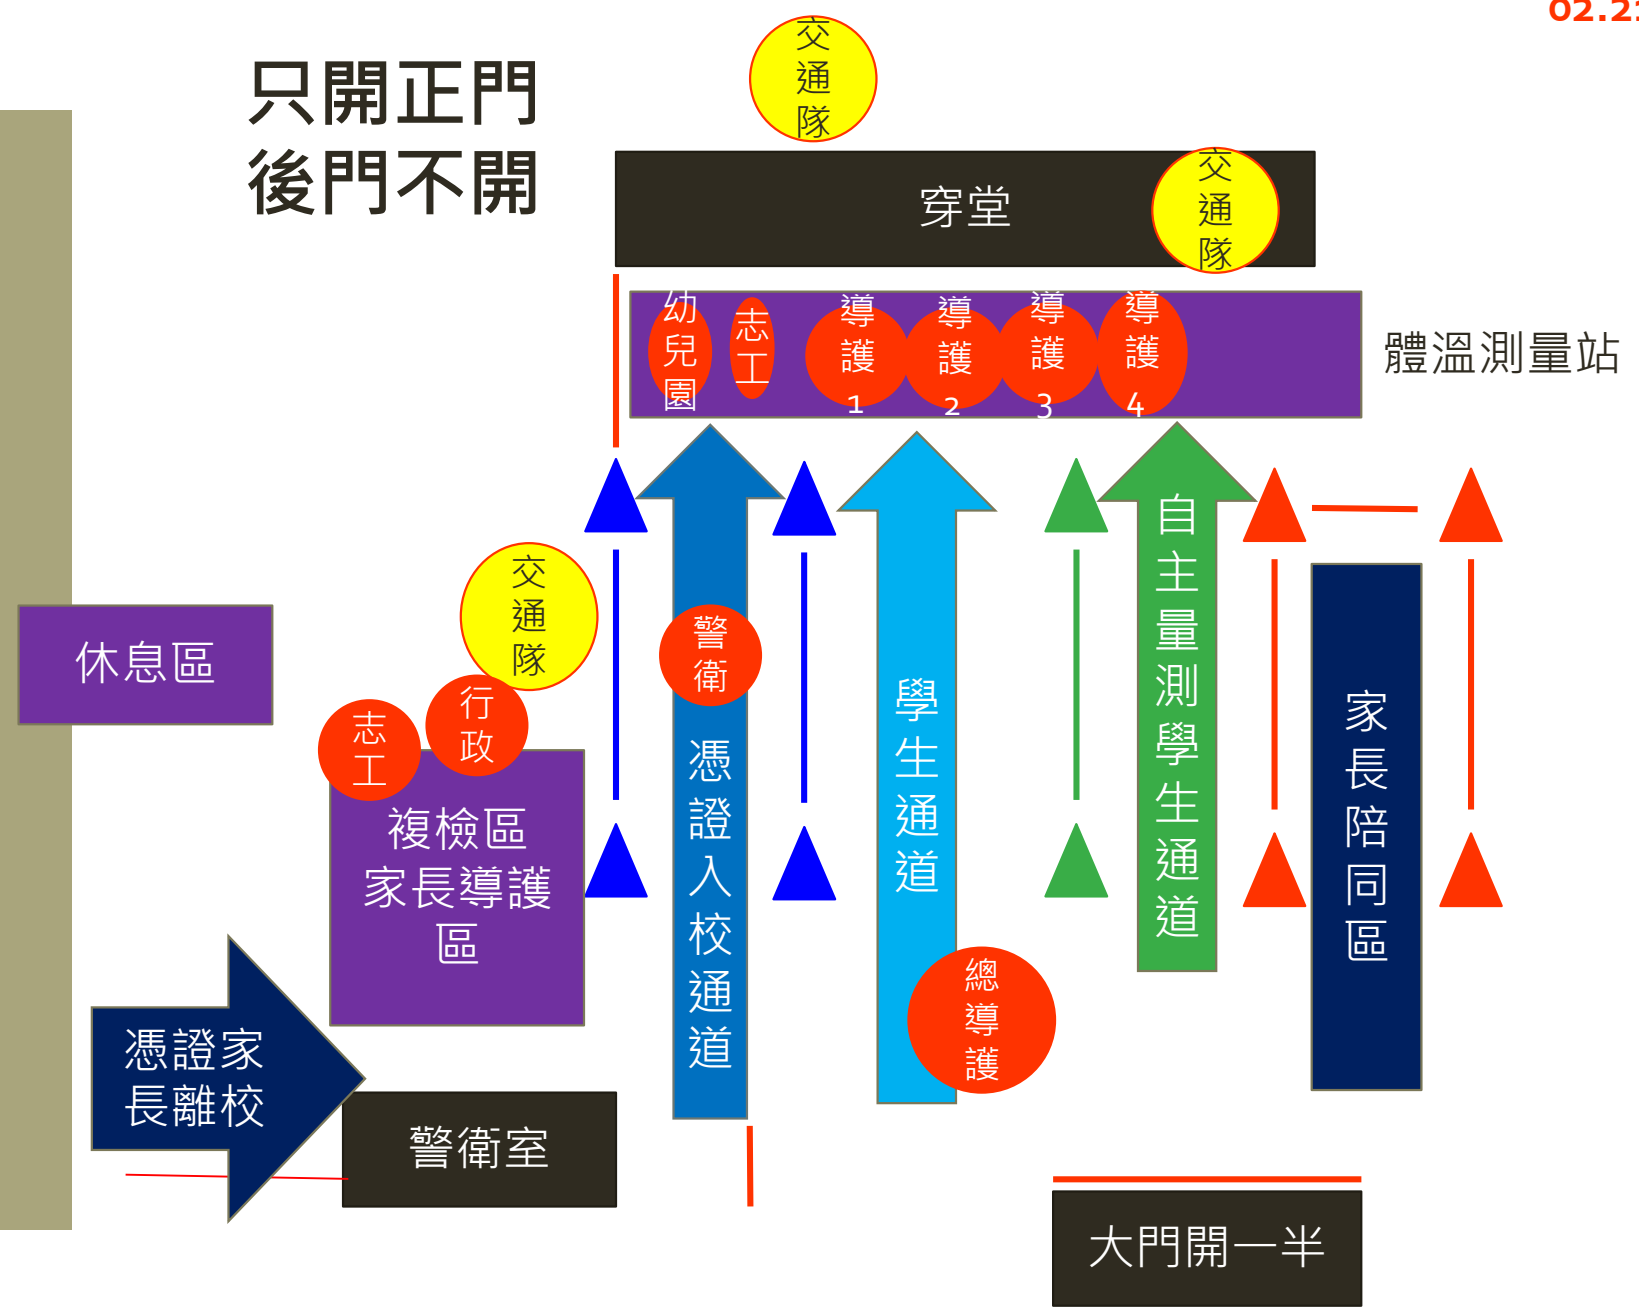 02.2
只開正門
後門不開
交通隊
穿堂
交通隊
幼兒園
志工
導護1
導護2
導護3
導護4
體溫測量站
交通隊
休息區
志工
行政
警衛
複檢區
家長導護
區
憑證入校通道
學生通道
自主量測學生通道
家長陪同區
總導護
憑證家
長離校
警衛室
大門開一半